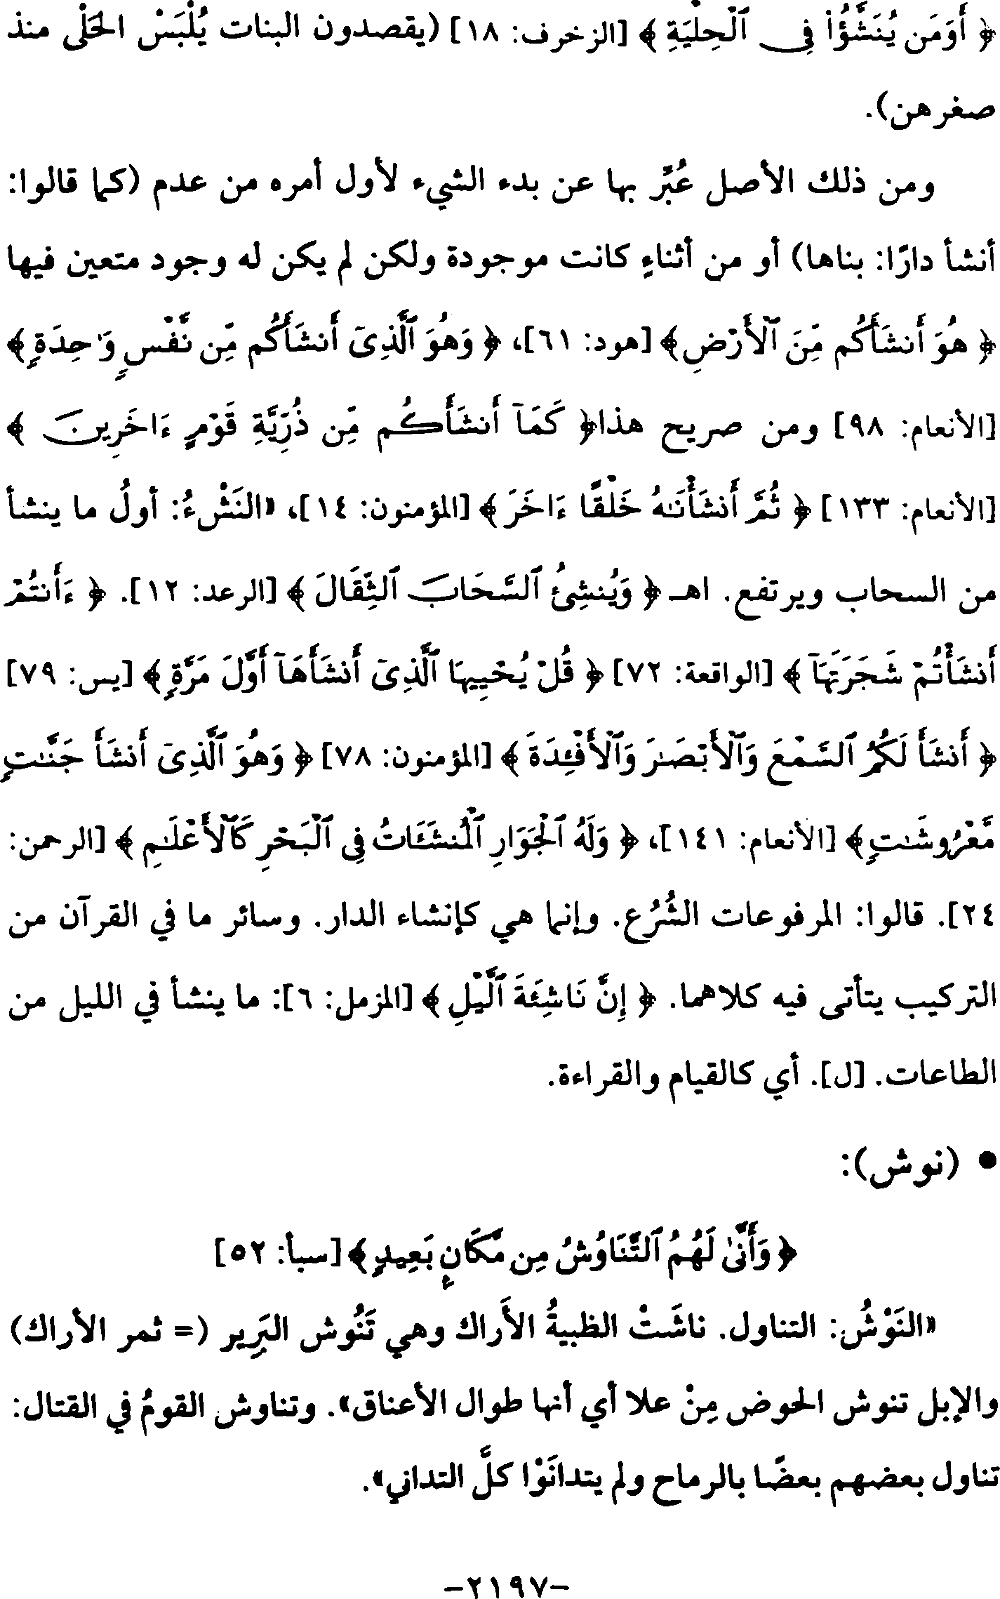 ﴿ أَوَمَن يُنَشَّؤُا۟ فِى ٱلْحِلْيَةِ ﴾ [الزخرف: ١٨] (يقصدون البنات يُلْبَسْ الحَلْى منذ
صغرهن).
ومن ذلك الأصل عُبِّر بها عن بدء الشيء لأول أمره من عدم (كما قالوا:
أنشأ دارًا: بناها) أو من أثناءٍ كانت موجودة ولكن لم يكن له وجود متعين فيها
﴿ هُوَ أَنشَأَكُم مِّنَ ٱلْأَرْضِ﴾ [هود: ٦١]، ﴿ وَهُوَ ٱلَّذِىٓ أَنشَأَكُم مِّن نَّفْسٍ وَٰحِدَةٍ﴾
[الأنعام: ٩٨] ومن صريح هذا﴿ كَمَآ أَنشَأَكُم مِّن ذُرِّيَّةِ قَوْمٍ ءَاخَرِينَ ﴾
[الأنعام: ١٣٣] ﴿ ثُمَّ أَنشَأْنَٰهُ خَلْقًا ءَاخَرَ ﴾ [المؤمنون: ١٤]، «النَشْءُ: أولُ ما ينشأ
من السحاب ويرتفع. اهـ ﴿ وَيُنشِئُ ٱلسَّحَابَ ٱلثِّقَالَ ﴾ [الرعد: ١٢]. ﴿ ءَأَنتُمْ
أَنشَأْتُمْ شَجَرَتَهَآ ﴾ [الواقعة: ٧٢] ﴿ قُلْ يُحْيِيهَا ٱلَّذِىٓ أَنشَأَهَآ أَوَّلَ مَرَّةٍ﴾ [يس: ٧٩]
﴿ أَنشَأَ لَكُمُ ٱلسَّمْعَ وَٱلْأَبْصَٰرَ وَٱلْأَفْـِٔدَةَ ﴾ [المؤمنون: ٧٨] ﴿ وَهُوَ ٱلَّذِىٓ أَنشَأَ جَنَّٰتٍ
مَّعْرُوشَٰتٍ﴾ [الأنعام: ١٤١]، ﴿ وَلَهُ ٱلْجَوَارِ ٱلْمُنشَـَٔاتُ فِى ٱلْبَحْرِ كَٱلْأَعْلَٰمِ ﴾ [الرحمن:
٢٤]. قالوا: المرفوعات الشُرُع. وإنما هي كإنشاء الدار. وسائر ما في القرآن من
التركيب يتأتى فيه كلاهما. ﴿ إِنَّ نَاشِئَةَ ٱلَّيْلِ ﴾ [المزمل: ٦]: ما ينشأ في الليل من
الطاعات. [ل]. أي كالقيام والقراءة.
• (نوش):
﴿ وَأَنَّىٰ لَهُمُ ٱلتَّنَاوُشُ مِن مَّكَانٍۭ بَعِيدٍ ﴾ [سبأ: ٥٢]
«النَوْشُ: التناول. ناشَتْ الظبيةُ الأَراك وهي تَنُوش البَرِير (= ثمر الأراك)
والإبل تنوش الحوض مِنْ علا أي أنها طوال الأعناق». وتناوش القومُ في القتال:
تناول بعضهم بعضًا بالرماح ولم يتدانَوْا كلَّ التداني».
-٢١٩٧-